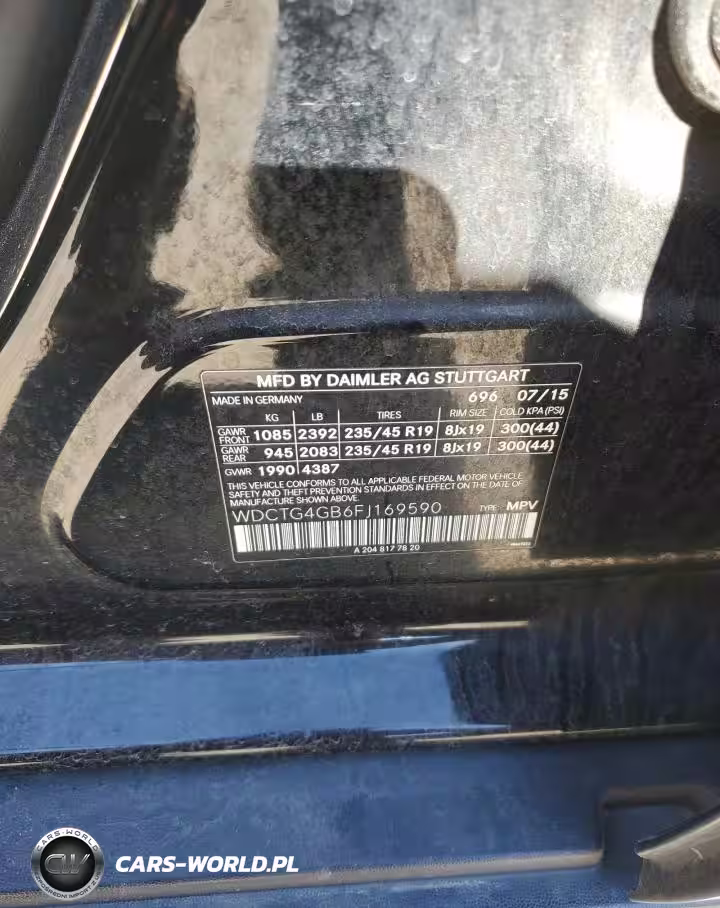 MFD BY DAIMLER AG STUTTGART
MADE IN GERMANY 696 07/15
KG LB TIRES RIM SIZE COLD KPA (PSI)
GAWR FRONT 1085 2392 235/45 R19 8Jx19 300(44)
GAWR REAR 945 2083 235/45 R19 8Jx19 300(44)
GVWR 1990 4387
THIS VEHICLE CONFORMS TO ALL APPLICABLE FEDERAL MOTOR VEHICLE
SAFETY AND THEFT PREVENTION STANDARDS IN EFFECT ON THE DATE OF
MANUFACTURE SHOWN ABOVE.
WDCTG4GB6FJ169590 TYPE: MPV
A 204 817 78 20
CARS-WORLD
CW
CARS-WORLD.PL